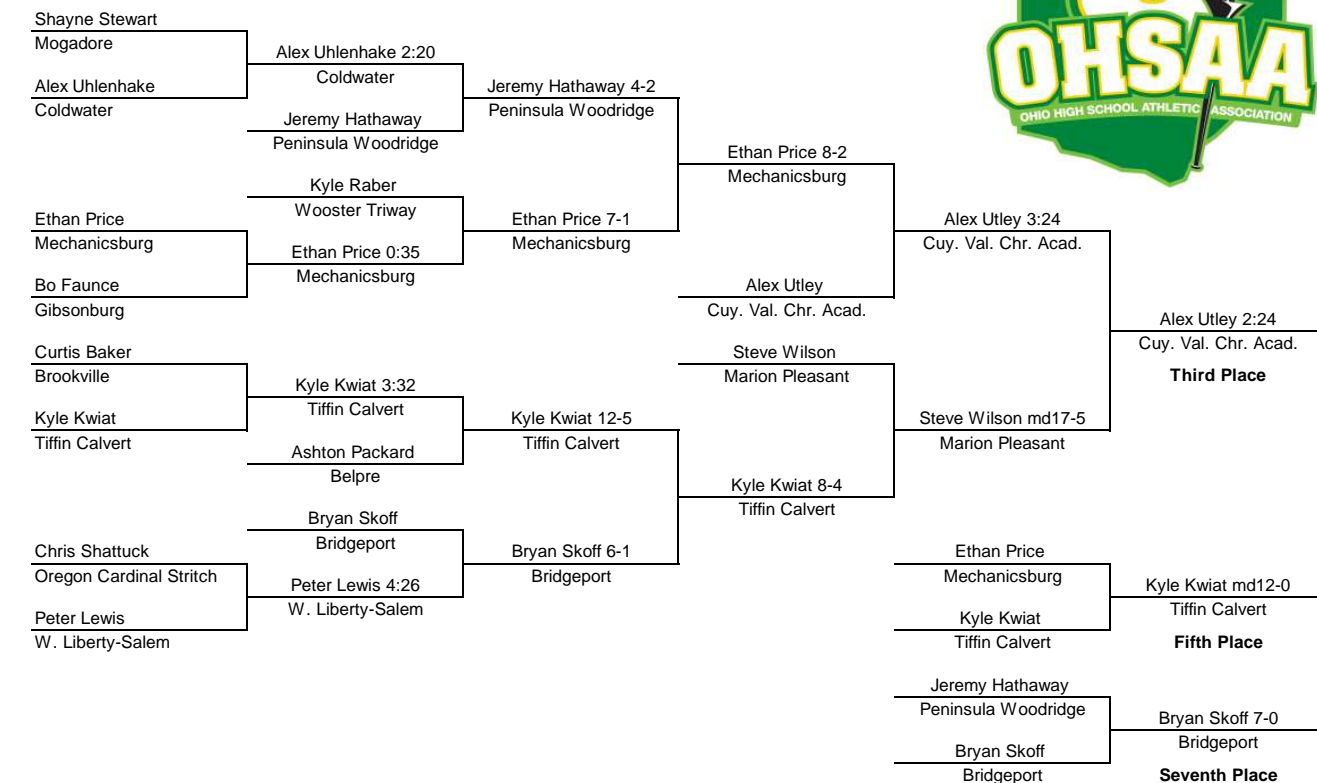 Shayne Stewart
Mogadore
Alex Uhlenhake
Coldwater
Ethan Price
Mechanicsburg
Bo Faunce
Gibsonburg
Curtis Baker
Brookville
Kyle Kwiat
Tiffin Calvert
Chris Shattuck
Oregon Cardinal Stritch
Peter Lewis
W. Liberty-Salem
Alex Uhlenhake 2:20
Coldwater
Jeremy Hathaway
Peninsula Woodridge
Kyle Raber
Wooster Triway
Ethan Price 0:35
Mechanicsburg
Kyle Kwiat 3:32
Tiffin Calvert
Ashton Packard
Belpre
Bryan Skoff
Bridgeport
Peter Lewis 4:26
W. Liberty-Salem
Jeremy Hathaway 4-2
Peninsula Woodridge
Ethan Price 7-1
Mechanicsburg
Kyle Kwiat 12-5
Tiffin Calvert
Bryan Skoff 6-1
Bridgeport
Ethan Price 8-2
Mechanicsburg
Alex Utley
Cuy. Val. Chr. Acad.
Steve Wilson
Marion Pleasant
Kyle Kwiat 8-4
Tiffin Calvert
Alex Utley 3:24
Cuy. Val. Chr. Acad.
Steve Wilson md17-5
Marion Pleasant
Alex Utley 2:24
Cuy. Val. Chr. Acad.
Third Place
Ethan Price
Mechanicsburg
Kyle Kwiat
Tiffin Calvert
Kyle Kwiat md12-0
Tiffin Calvert
Fifth Place
Jeremy Hathaway
Peninsula Woodridge
Bryan Skoff
Bridgeport
Bryan Skoff 7-0
Bridgeport
Seventh Place
OHSAA
OHIO HIGH SCHOOL ATHLETIC ASSOCIATION